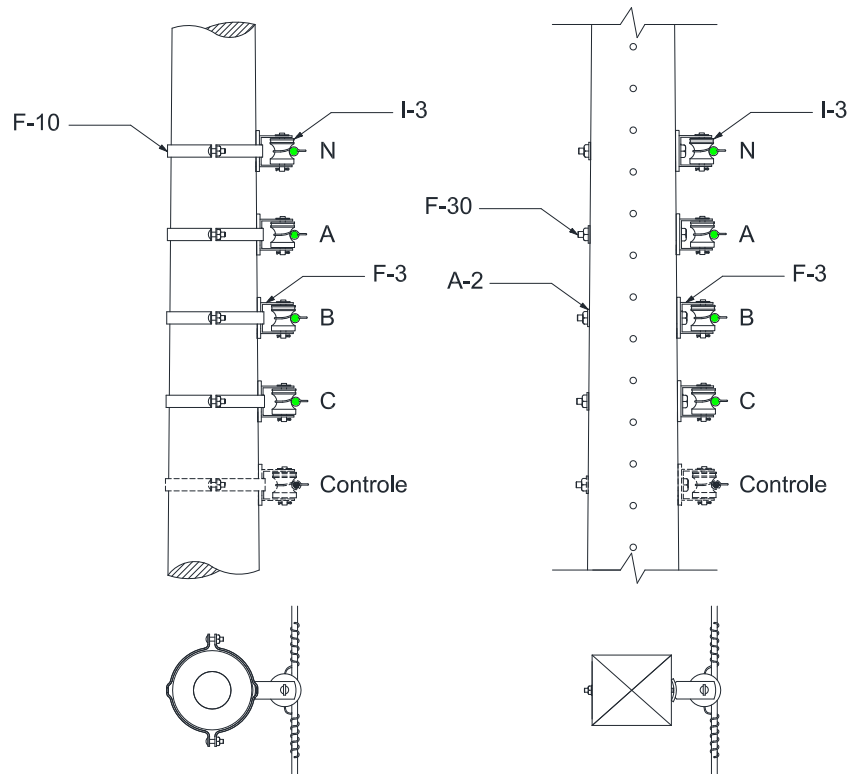 F-10
I-3
N
A
F-3
B
C
Controle
I-3
N
F-30
A
A-2
F-3
B
C
Controle